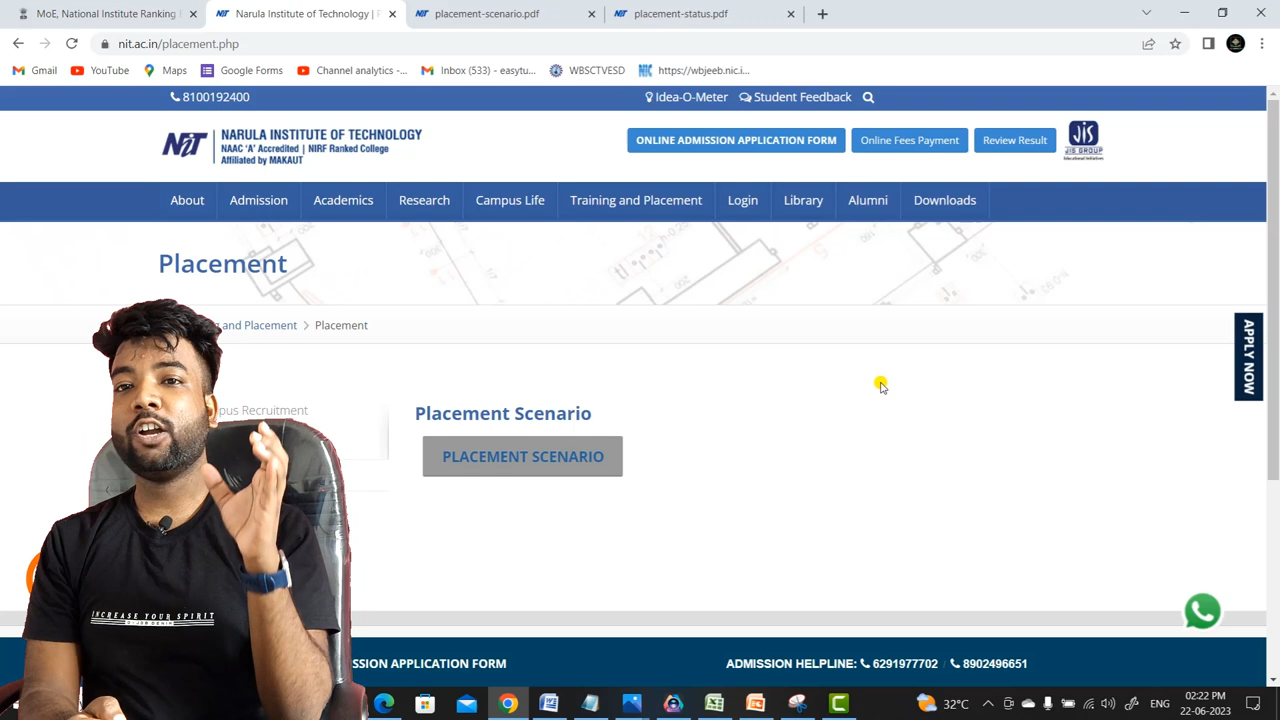 MoE, National Institute Ranking
Narula Institute of Technology |
placement-scenario.pdf
placement-status.pdf
nit.ac.in/placement.php
Gmail
YouTube
Maps
Google Forms
Channel analytics -...
Inbox (533) - easytu...
WBSCTVESD
https://wbjeeb.nic.i...
8100192400
Idea-O-Meter
Student Feedback
NiT
NARULA INSTITUTE OF TECHNOLOGY
NAAC 'A' Accredited | NIRF Ranked College
Affiliated by MAKAUT
ONLINE ADMISSION APPLICATION FORM
Online Fees Payment
Review Result
JIS GROUP
Educational Initiatives
About
Admission
Academics
Research
Campus Life
Training and Placement
Login
Library
Alumni
Downloads
Placement
and Placement
Placement
APPLY NOW
pus Recruitment
Placement Scenario
PLACEMENT SCENARIO
INCREASE YOUR SPIRIT
SSION APPLICATION FORM
ADMISSION HELPLINE: 6291977702 / 8902496651
32°C
ENG
02:22 PM
22-06-2023